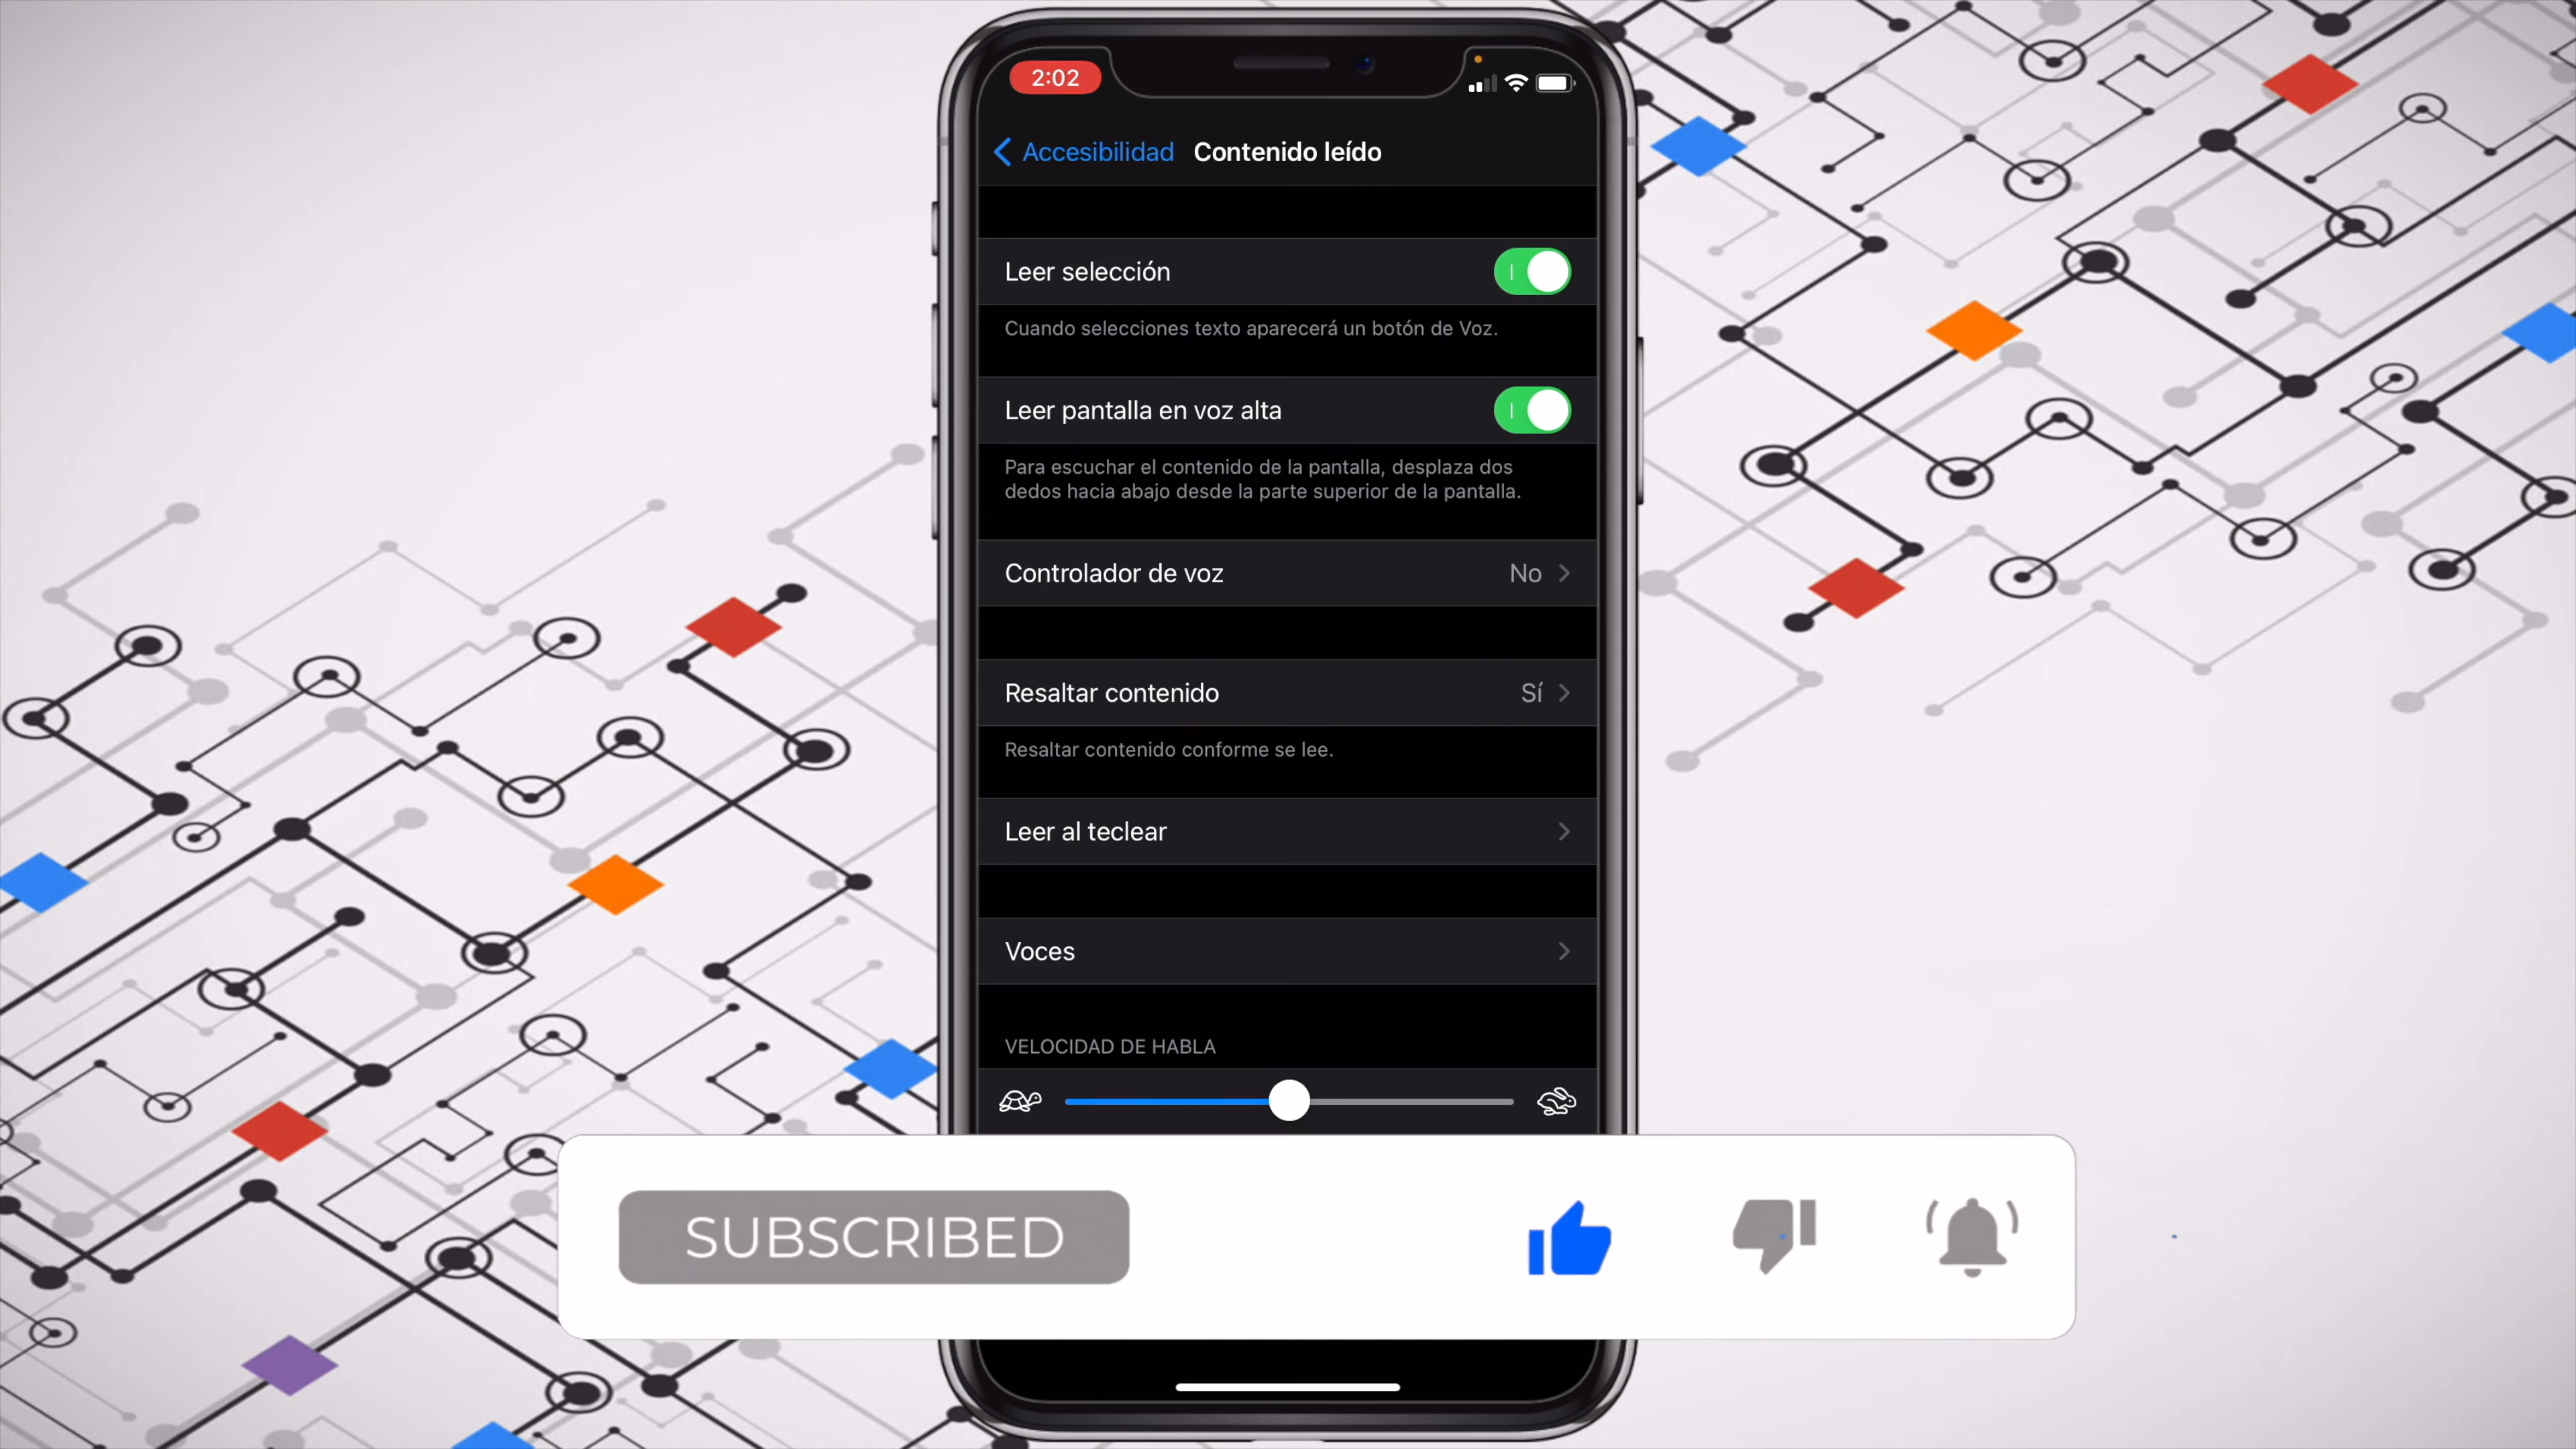 2:02
Accesibilidad Contenido leído
Leer selección
Cuando selecciones texto aparecerá un botón de Voz.
Leer pantalla en voz alta
Para escuchar el contenido de la pantalla, desplaza dos
dedos hacia abajo desde la parte superior de la pantalla.
Controlador de voz No
Resaltar contenido Sí
Resaltar contenido conforme se lee.
Leer al teclear
Voces
VELOCIDAD DE HABLA
SUBSCRIBED